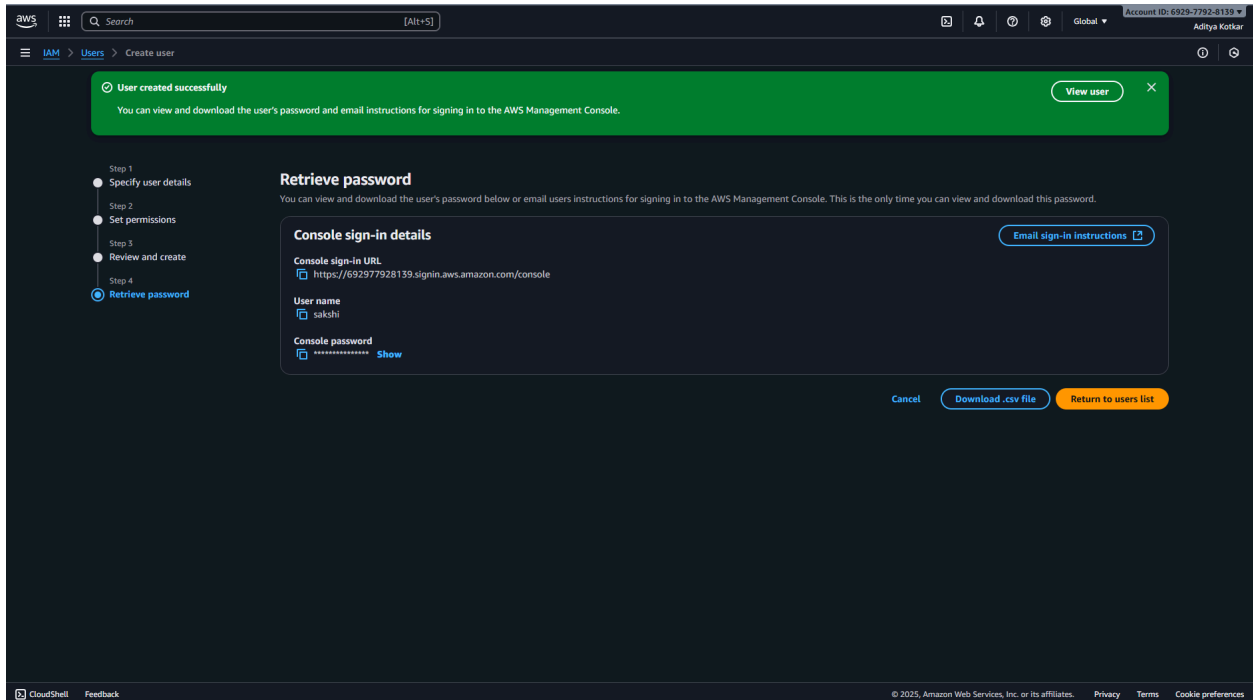 aws
Search
[Alt+S]
Global
Account ID: 6929-7792-8139
Aditya Kotkar
IAM > Users > Create user
User created successfully
You can view and download the user's password and email instructions for signing in to the AWS Management Console.
View user
Step 1
Specify user details
Step 2
Set permissions
Step 3
Review and create
Step 4
Retrieve password
Retrieve password
You can view and download the user's password below or email users instructions for signing in to the AWS Management Console. This is the only time you can view and download this password.
Console sign-in details
Email sign-in instructions
Console sign-in URL
https://692977928139.signin.aws.amazon.com/console
User name
sakshi
Console password
*************** Show
Cancel
Download .csv file
Return to users list
CloudShell Feedback
© 2025, Amazon Web Services, Inc. or its affiliates. Privacy Terms Cookie preferences